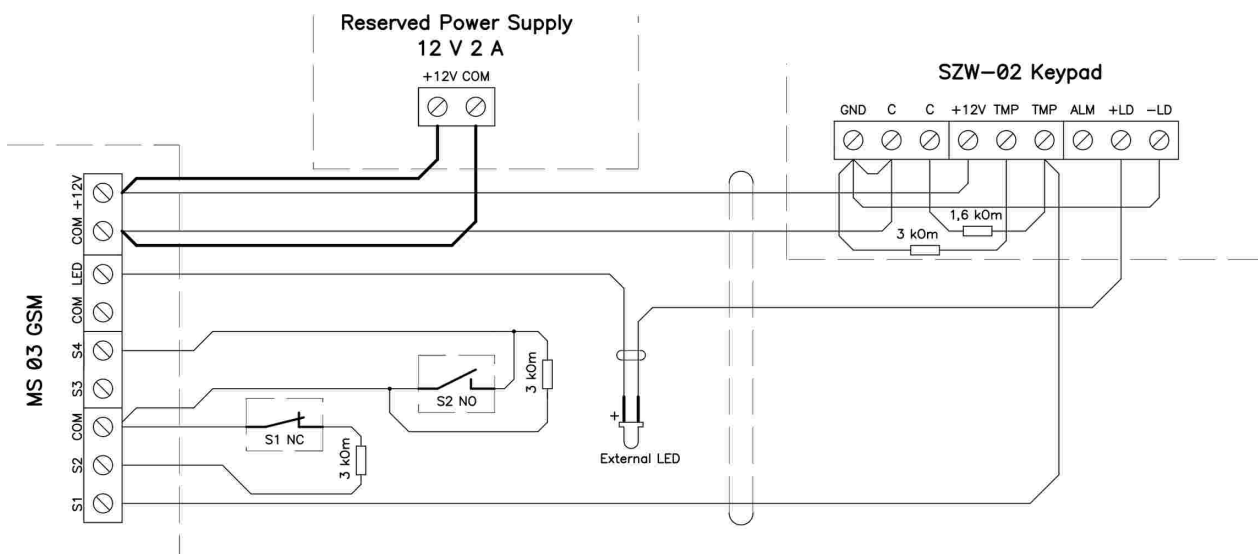 Reserved Power Supply
12 V 2 A
+12V COM
SZW-02 Keypad
GND C C +12V TMP TMP ALM +LD -LD
1,6 kOm
3 kOm
MS 03 GSM
+12V
COM
LED
COM
S4
S3
COM
S2
S1
S2 NO
3 kOm
S1 NC
3 kOm
+
External LED